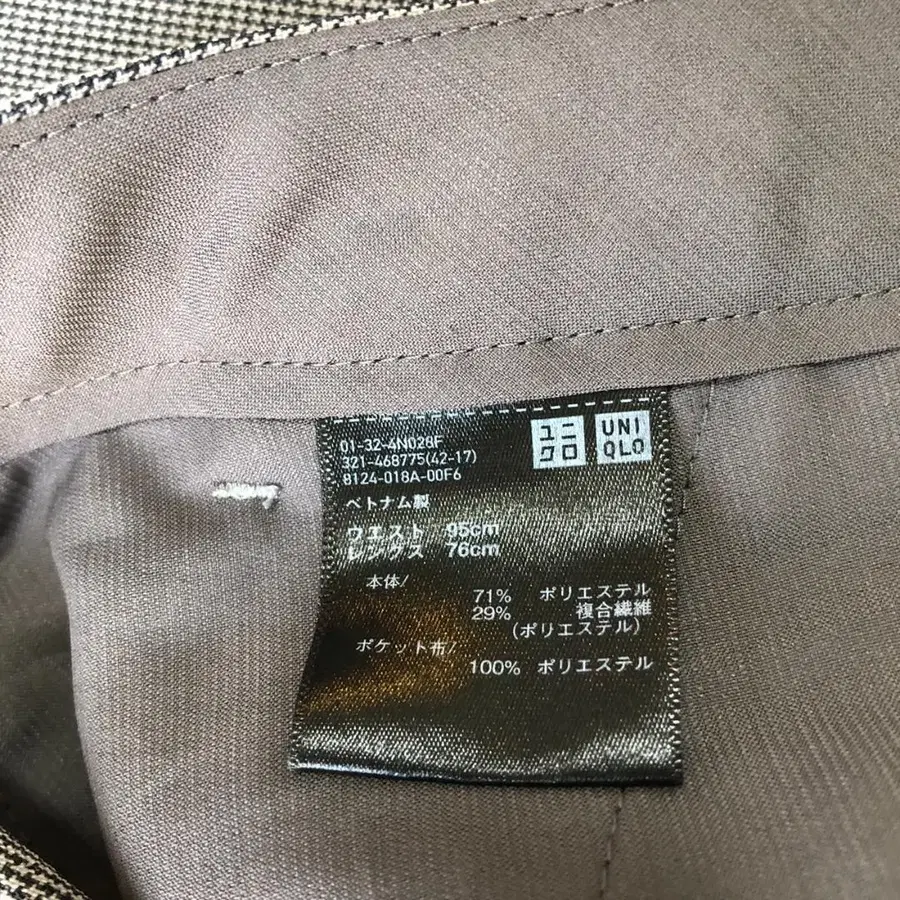 01-32-4N028F
321-468775(42-17)
8124-018A-00F6
ユニ
クロ
UNI
QLO
ベトナム製
ウエスト 95cm
レングス 76cm
本体/
71% ポリエステル
29% 複合繊維
(ポリエステル)
ポケット布/
100% ポリエステル